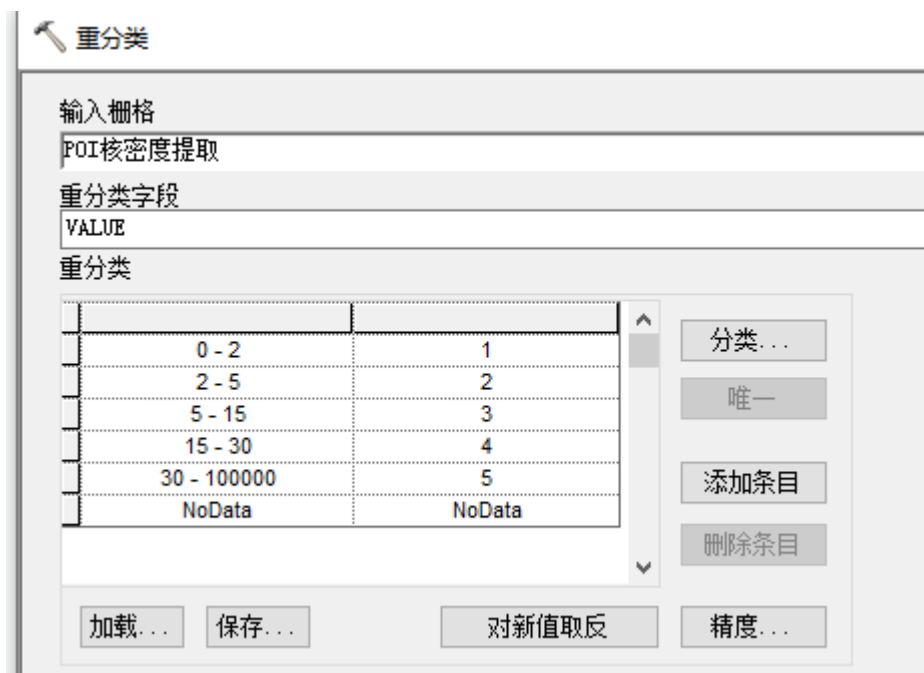 重分类
输入栅格
POI核密度提取
重分类字段
VALUE
重分类
0 - 2 1
2 - 5 2
5 - 15 3
15 - 30 4
30 - 100000 5
NoData NoData
分类...
唯一
添加条目
删除条目
加载...
保存...
对新值取反
精度...